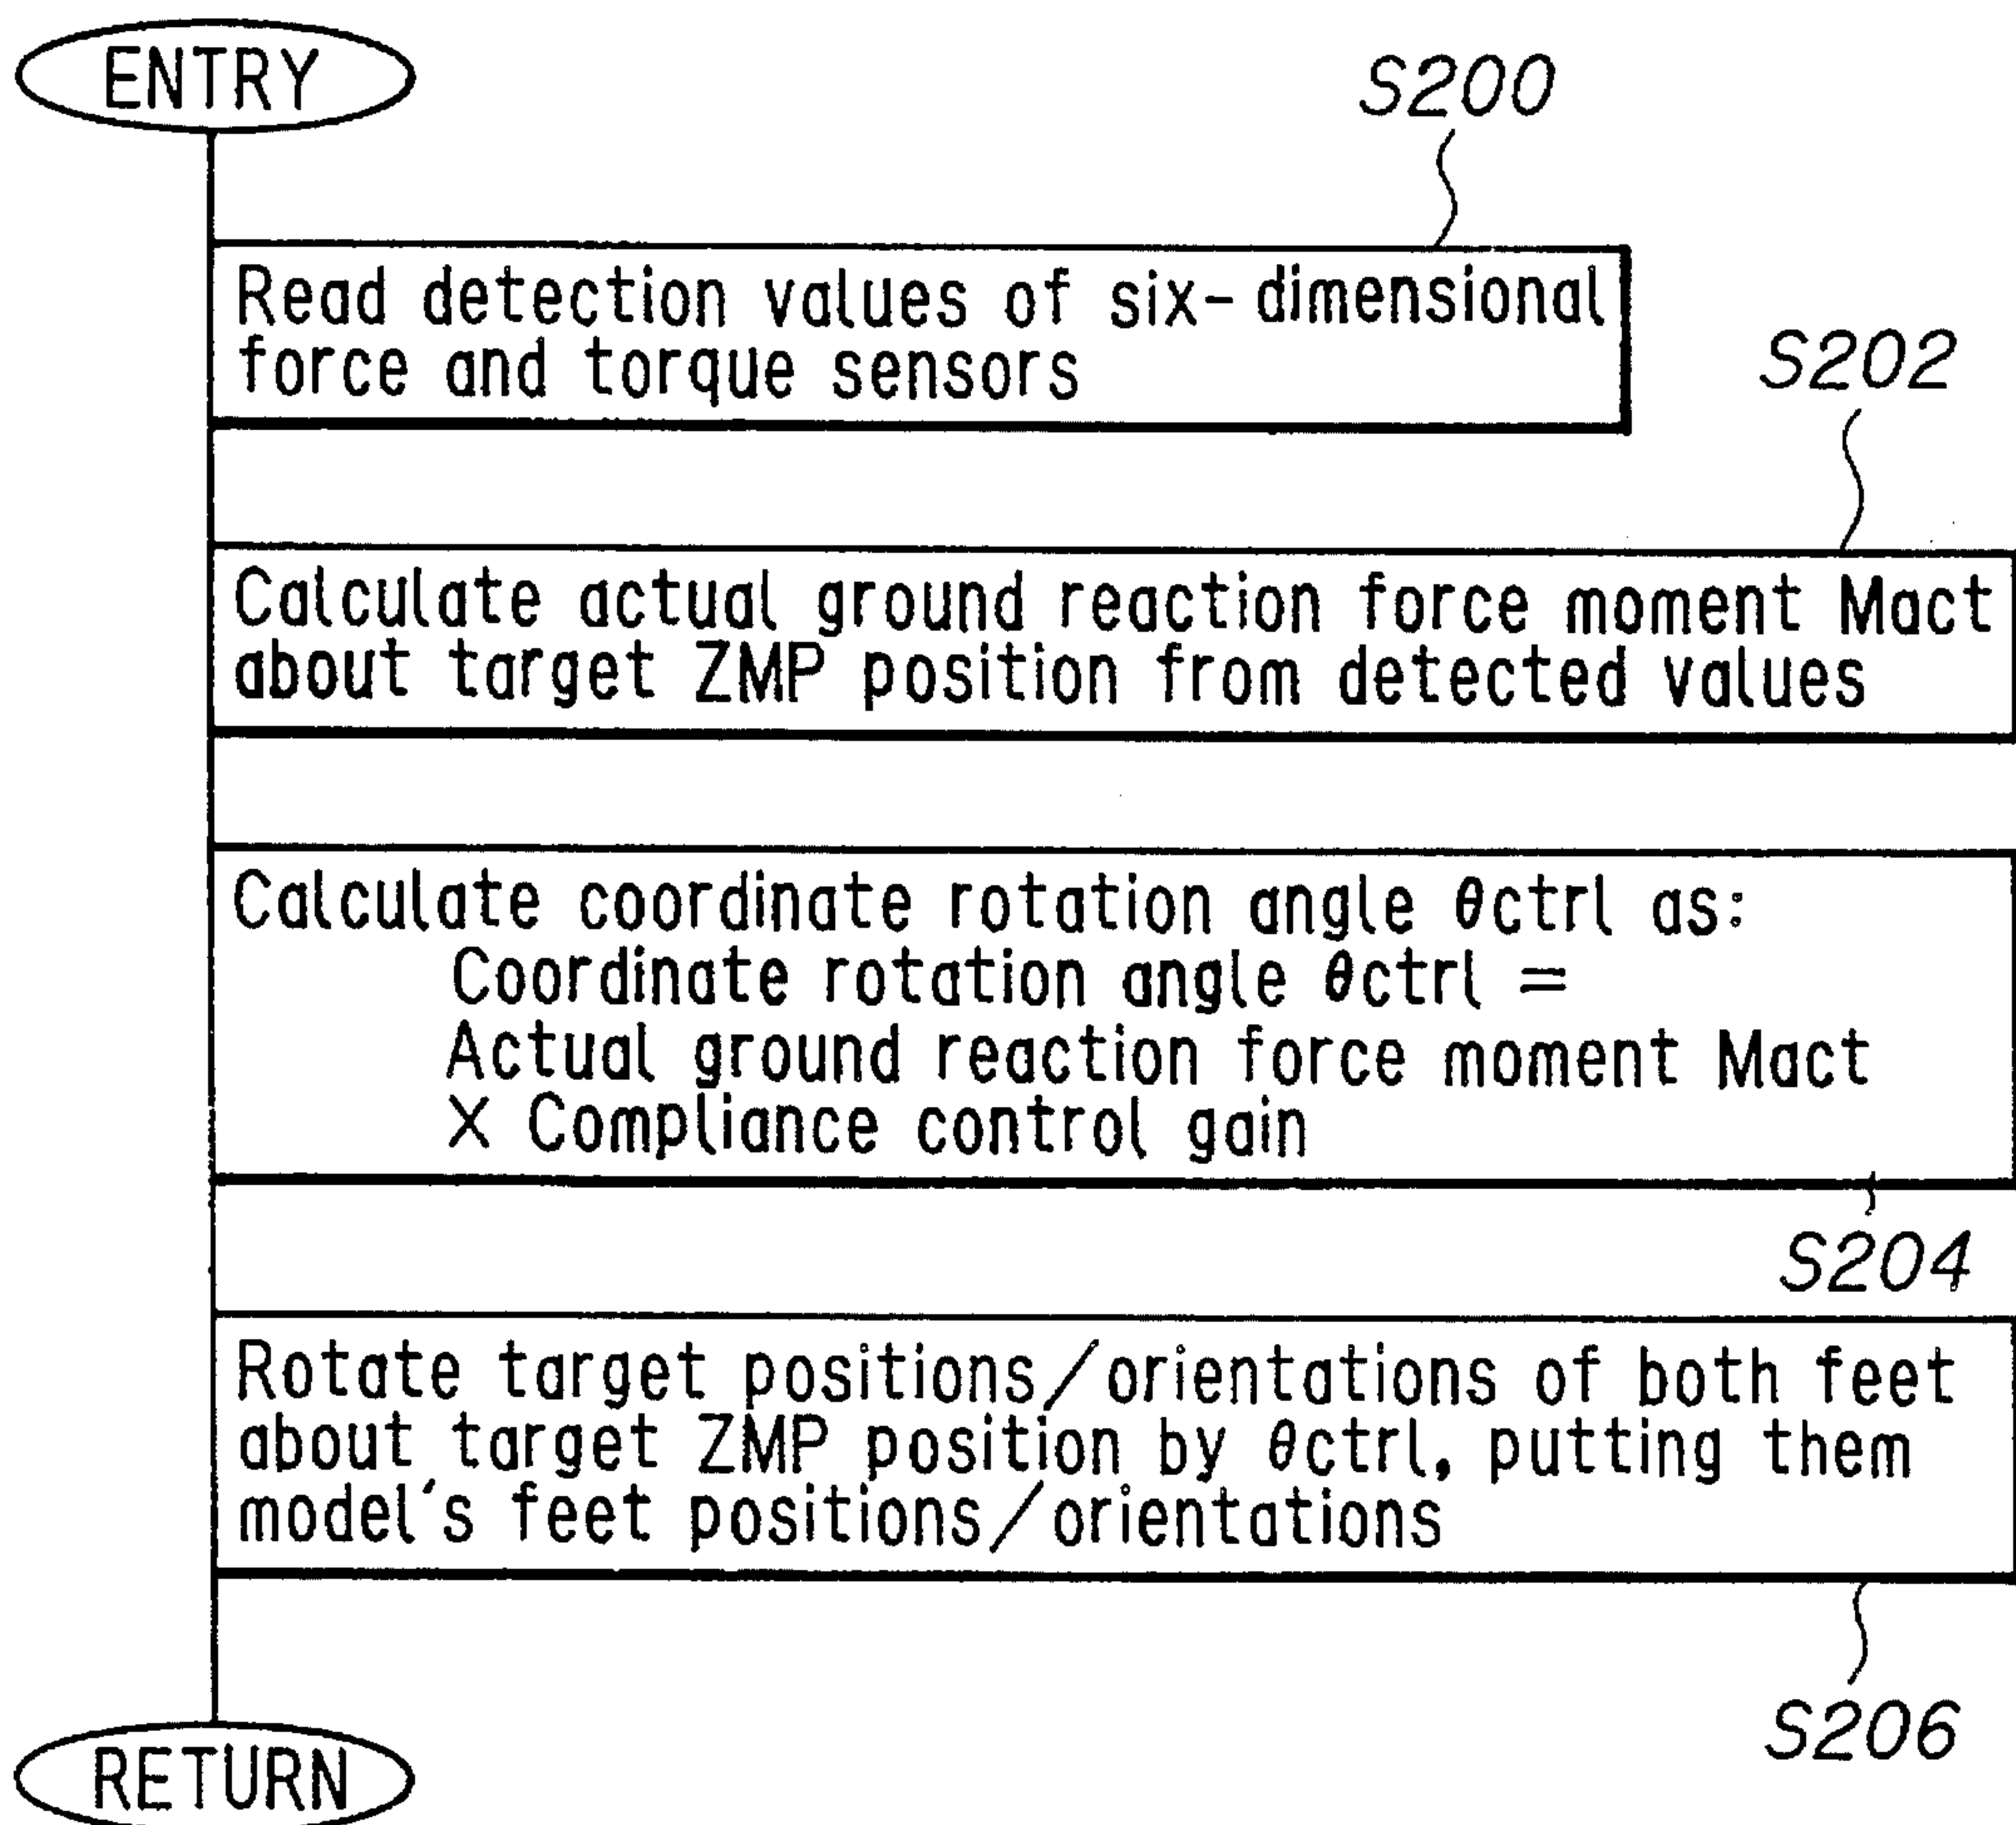 ENTRY
S200
Read detection values of six-dimensional
force and torque sensors
S202
Calculate actual ground reaction force moment Mact
about target ZMP position from detected values
Calculate coordinate rotation angle θctrl as:
Coordinate rotation angle θctrl =
Actual ground reaction force moment Mact
× Compliance control gain
S204
Rotate target positions/orientations of both feet
about target ZMP position by θctrl, putting them
model's feet positions/orientations
S206
RETURN